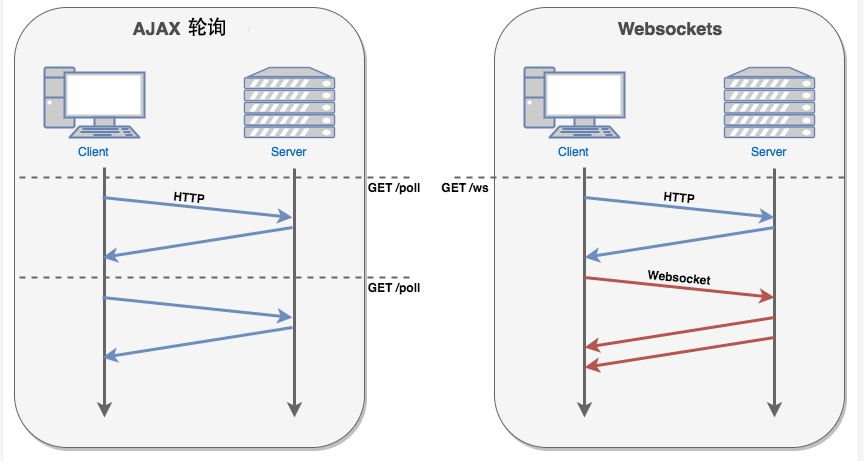 AJAX 轮询
Client
Server
HTTP
GET /poll
GET /poll
Websockets
Client
Server
GET /ws
HTTP
Websocket